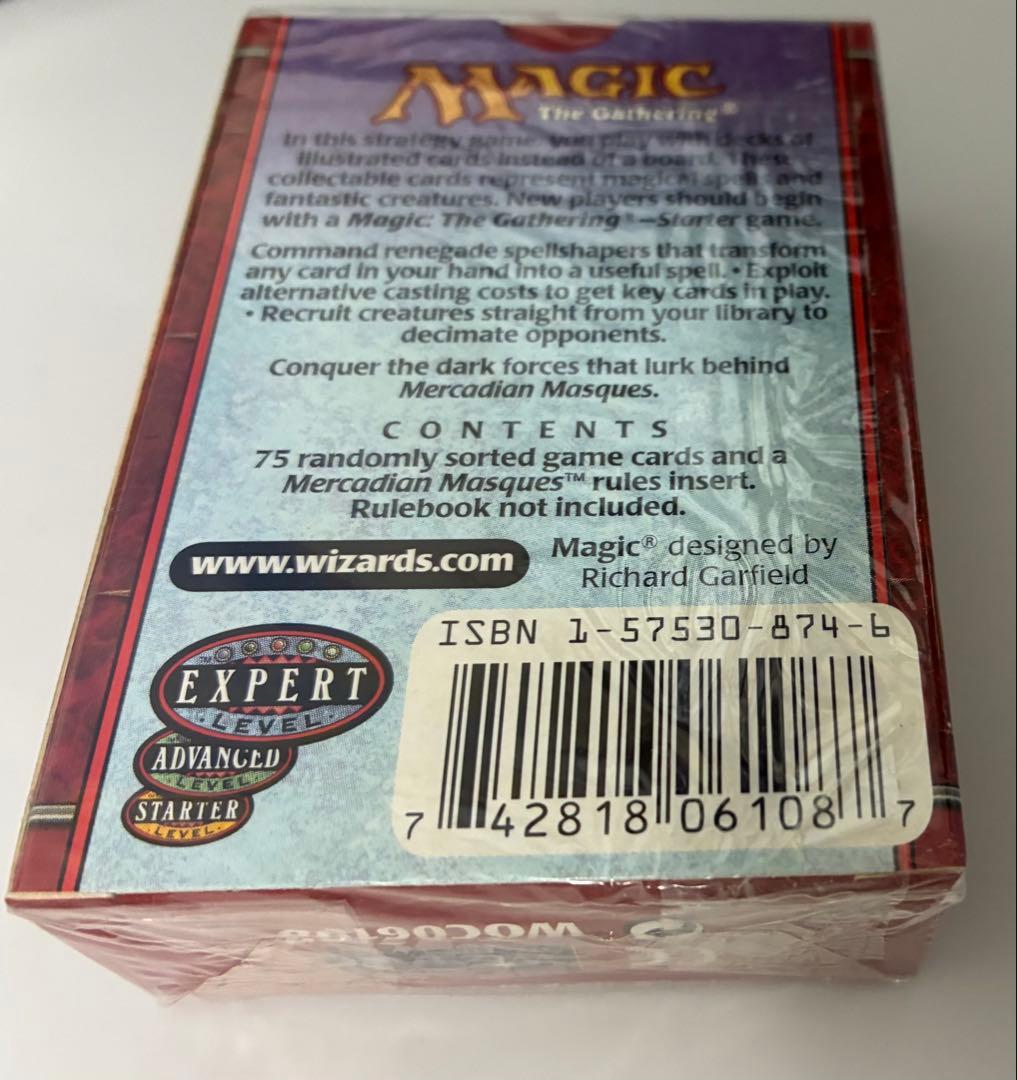 MAGIC
The Gathering®
In this strategy game, you play with decks of
illustrated cards instead of a board. These
collectable cards represent magical spells and
fantastic creatures. New players should begin
with a Magic: The Gathering®—Starter game.
Command renegade spellshapers that transform
any card in your hand into a useful spell. • Exploit
alternative casting costs to get key cards in play.
• Recruit creatures straight from your library to
decimate opponents.
Conquer the dark forces that lurk behind
Mercadian Masques.
CONTENTS
75 randomly sorted game cards and a
Mercadian Masques™ rules insert.
Rulebook not included.
www.wizards.com
Magic® designed by
Richard Garfield
ISBN 1-57530-874-6
7 42818 06108 7
EXPERT
LEVEL
ADVANCED
LEVEL
STARTER
LEVEL